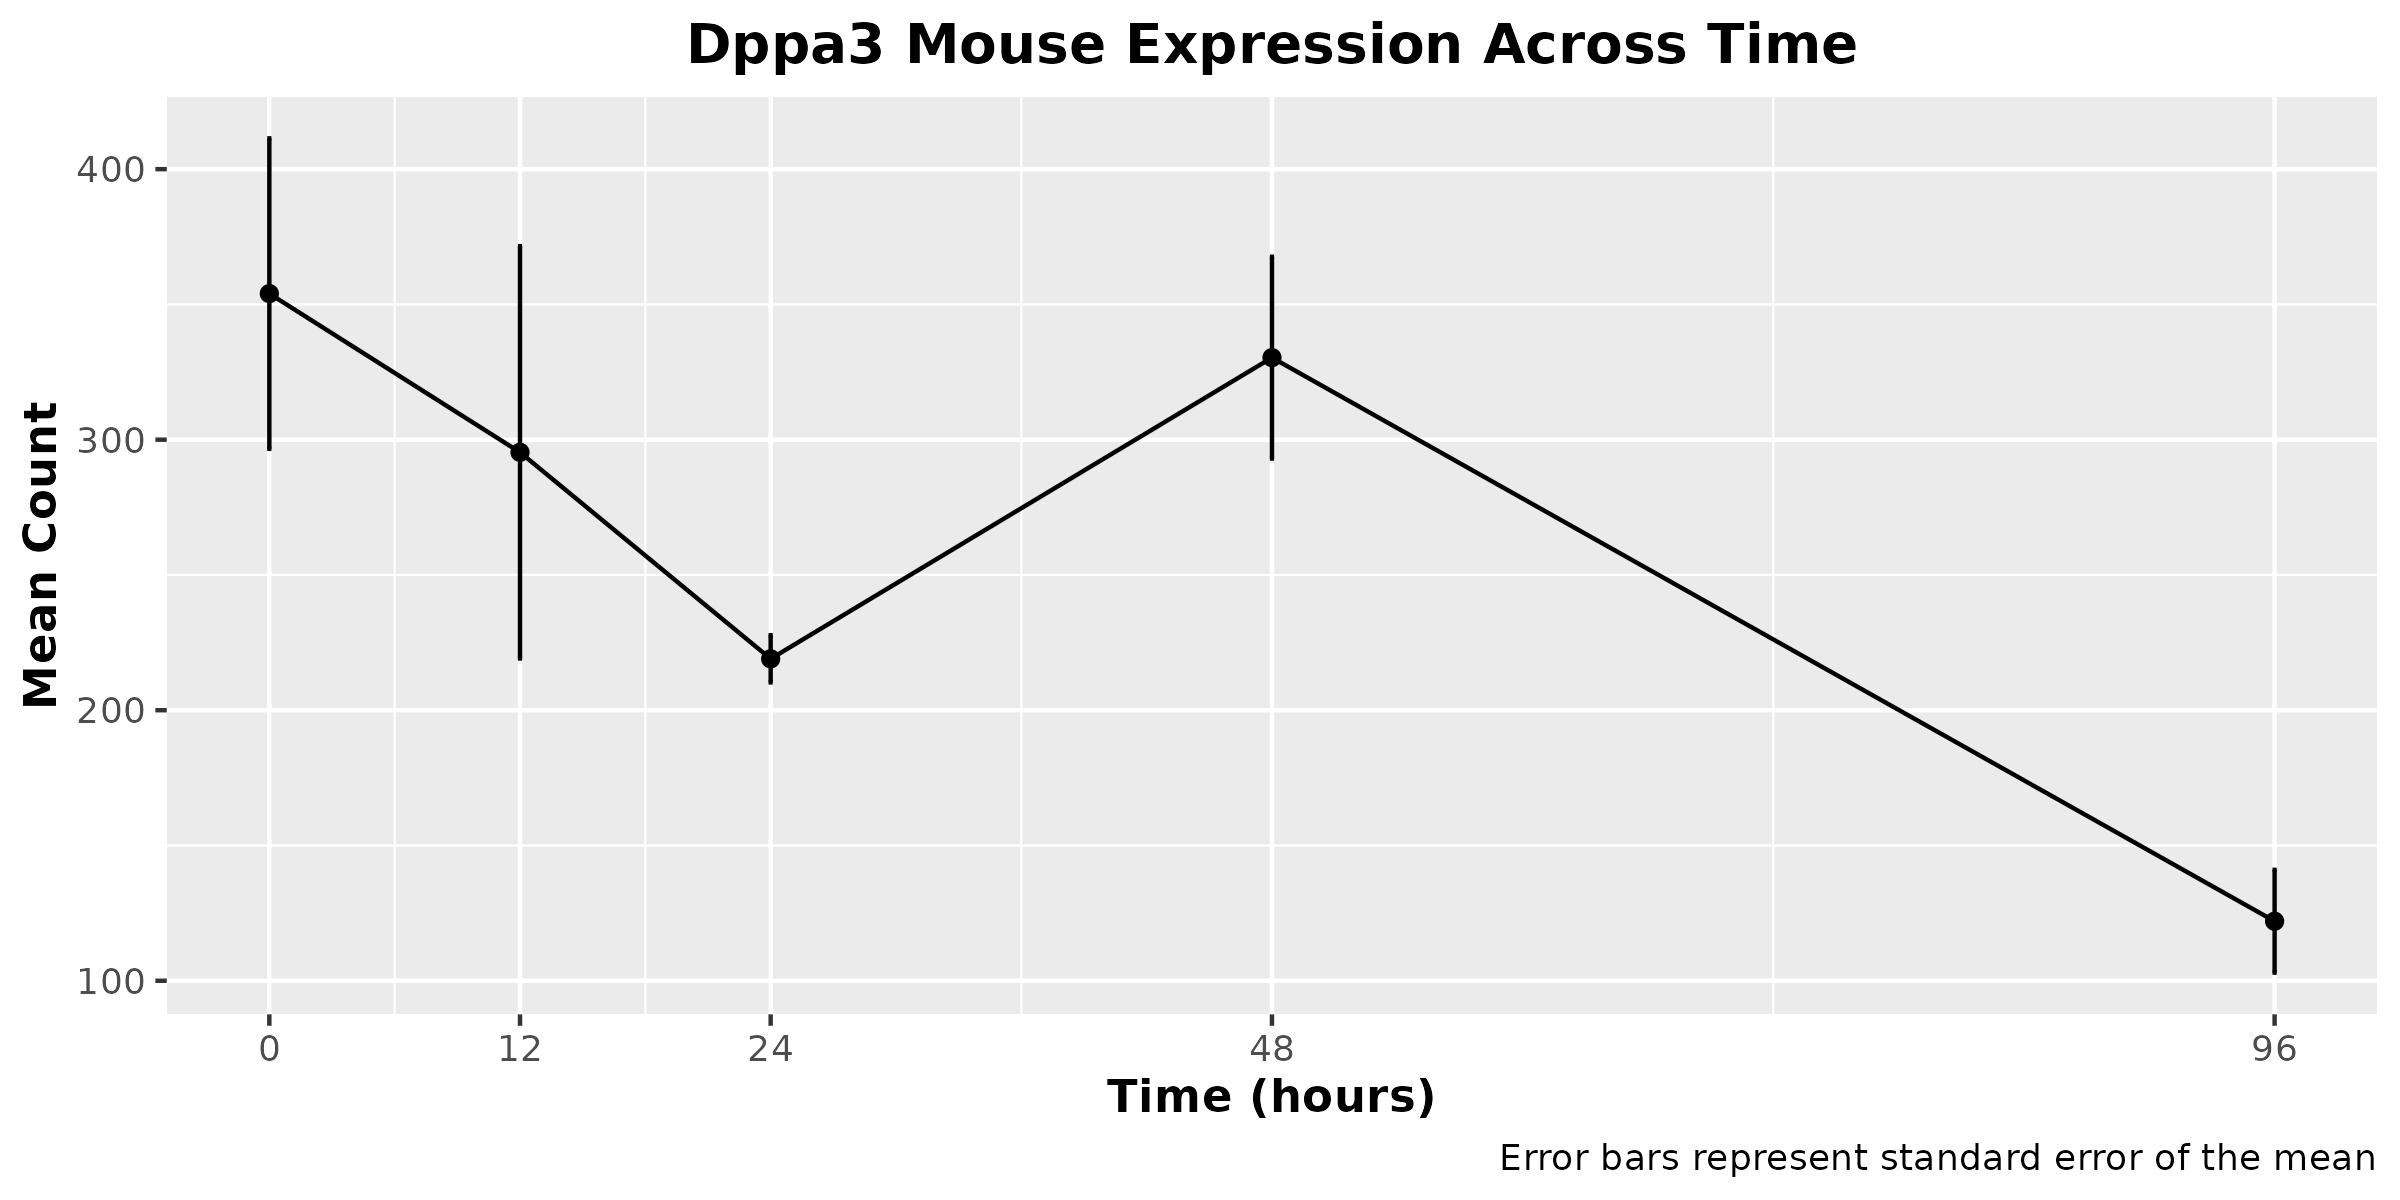 Dppa3 Mouse Expression Across Time
Mean Count
400
300
200
100
0 12 24 48 96
Time (hours)
Error bars represent standard error of the mean